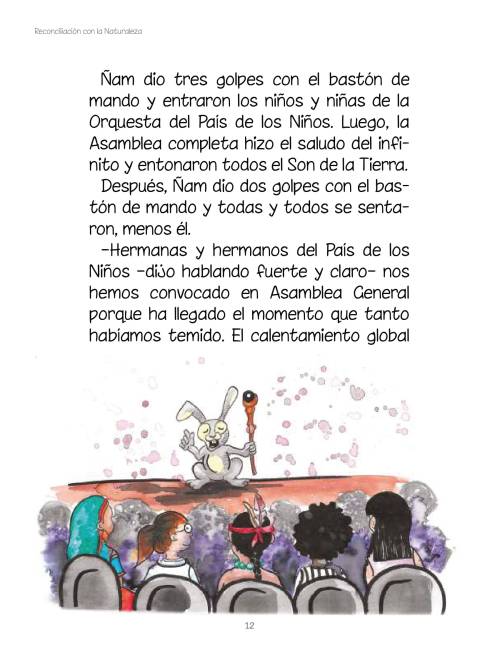 Reconciliación con la Naturaleza
Ñam dio tres golpes con el bastón de
mando y entraron los niños y niñas de la
Orquesta del País de los Niños. Luego, la
Asamblea completa hizo el saludo del infi-
nito y entonaron todos el Son de la Tierra.
Después, Ñam dio dos golpes con el bas-
tón de mando y todas y todos se senta-
ron, menos él.
–Hermanas y hermanos del País de los
Niños –dijo hablando fuerte y claro– nos
hemos convocado en Asamblea General
porque ha llegado el momento que tanto
habíamos temido. El calentamiento global
12